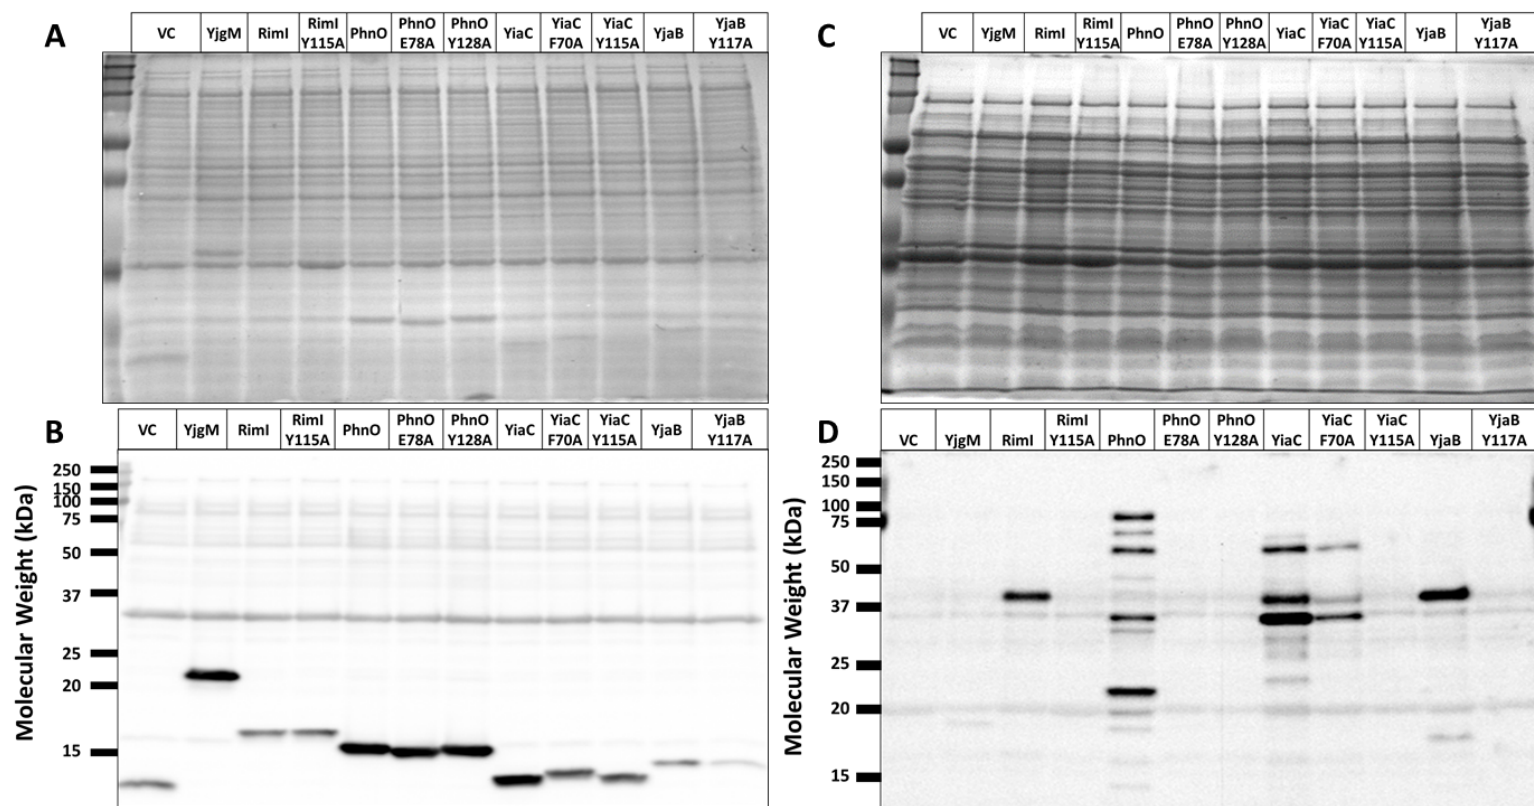 A
VC YjgM RimI RimI Y115A PhnO PhnO E78A PhnO Y128A YiaC YiaC F70A YiaC Y115A YjaB YjaB Y117A
C
VC YjgM RimI RimI Y115A PhnO PhnO E78A PhnO Y128A YiaC YiaC F70A YiaC Y115A YjaB YjaB Y117A
B
VC YjgM RimI RimI Y115A PhnO PhnO E78A PhnO Y128A YiaC YiaC F70A YiaC Y115A YjaB YjaB Y117A
Molecular Weight (kDa)
250
150
100
75
50
37
25
20
15
D
VC YjgM RimI RimI Y115A PhnO PhnO E78A PhnO Y128A YiaC YiaC F70A YiaC Y115A YjaB YjaB Y117A
Molecular Weight (kDa)
250
150
100
75
50
37
25
20
15